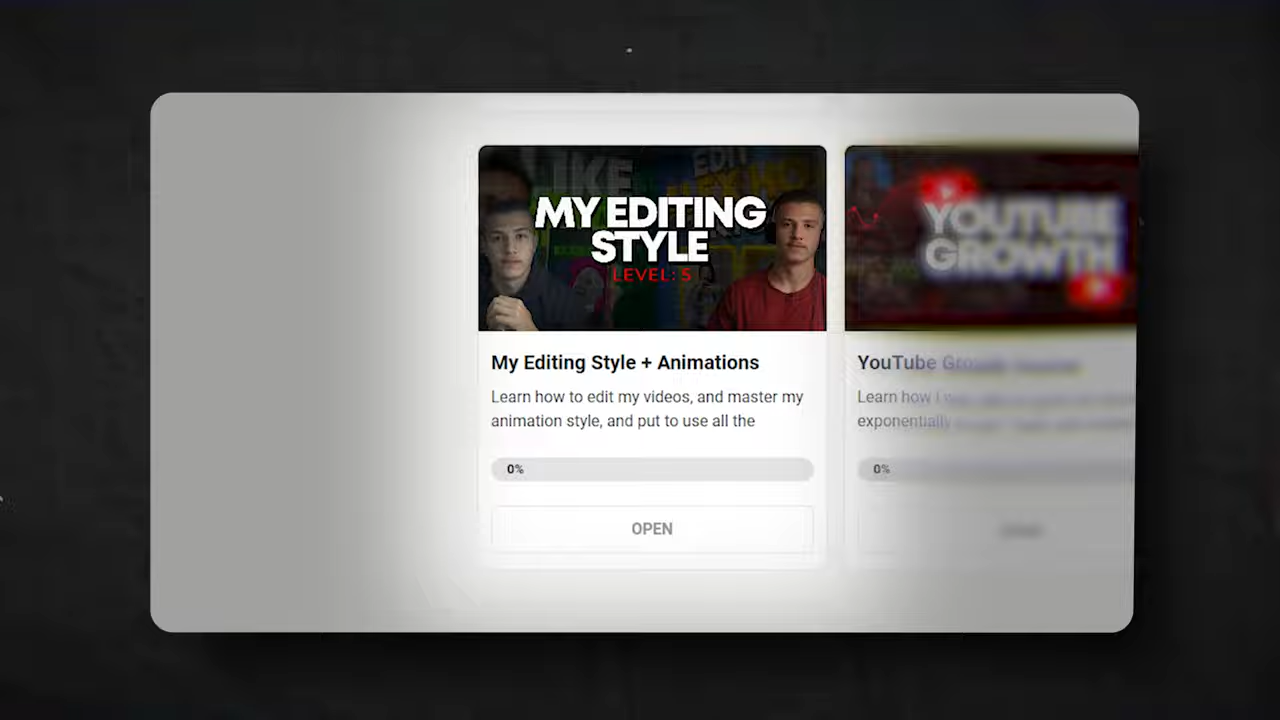 MY EDITING
STYLE
LEVEL: 5
My Editing Style + Animations
Learn how to edit my videos, and master my
animation style, and put to use all the
0%
OPEN
YOUTUBE
GROWTH
YouTube
Learn how I
exponentially
0%